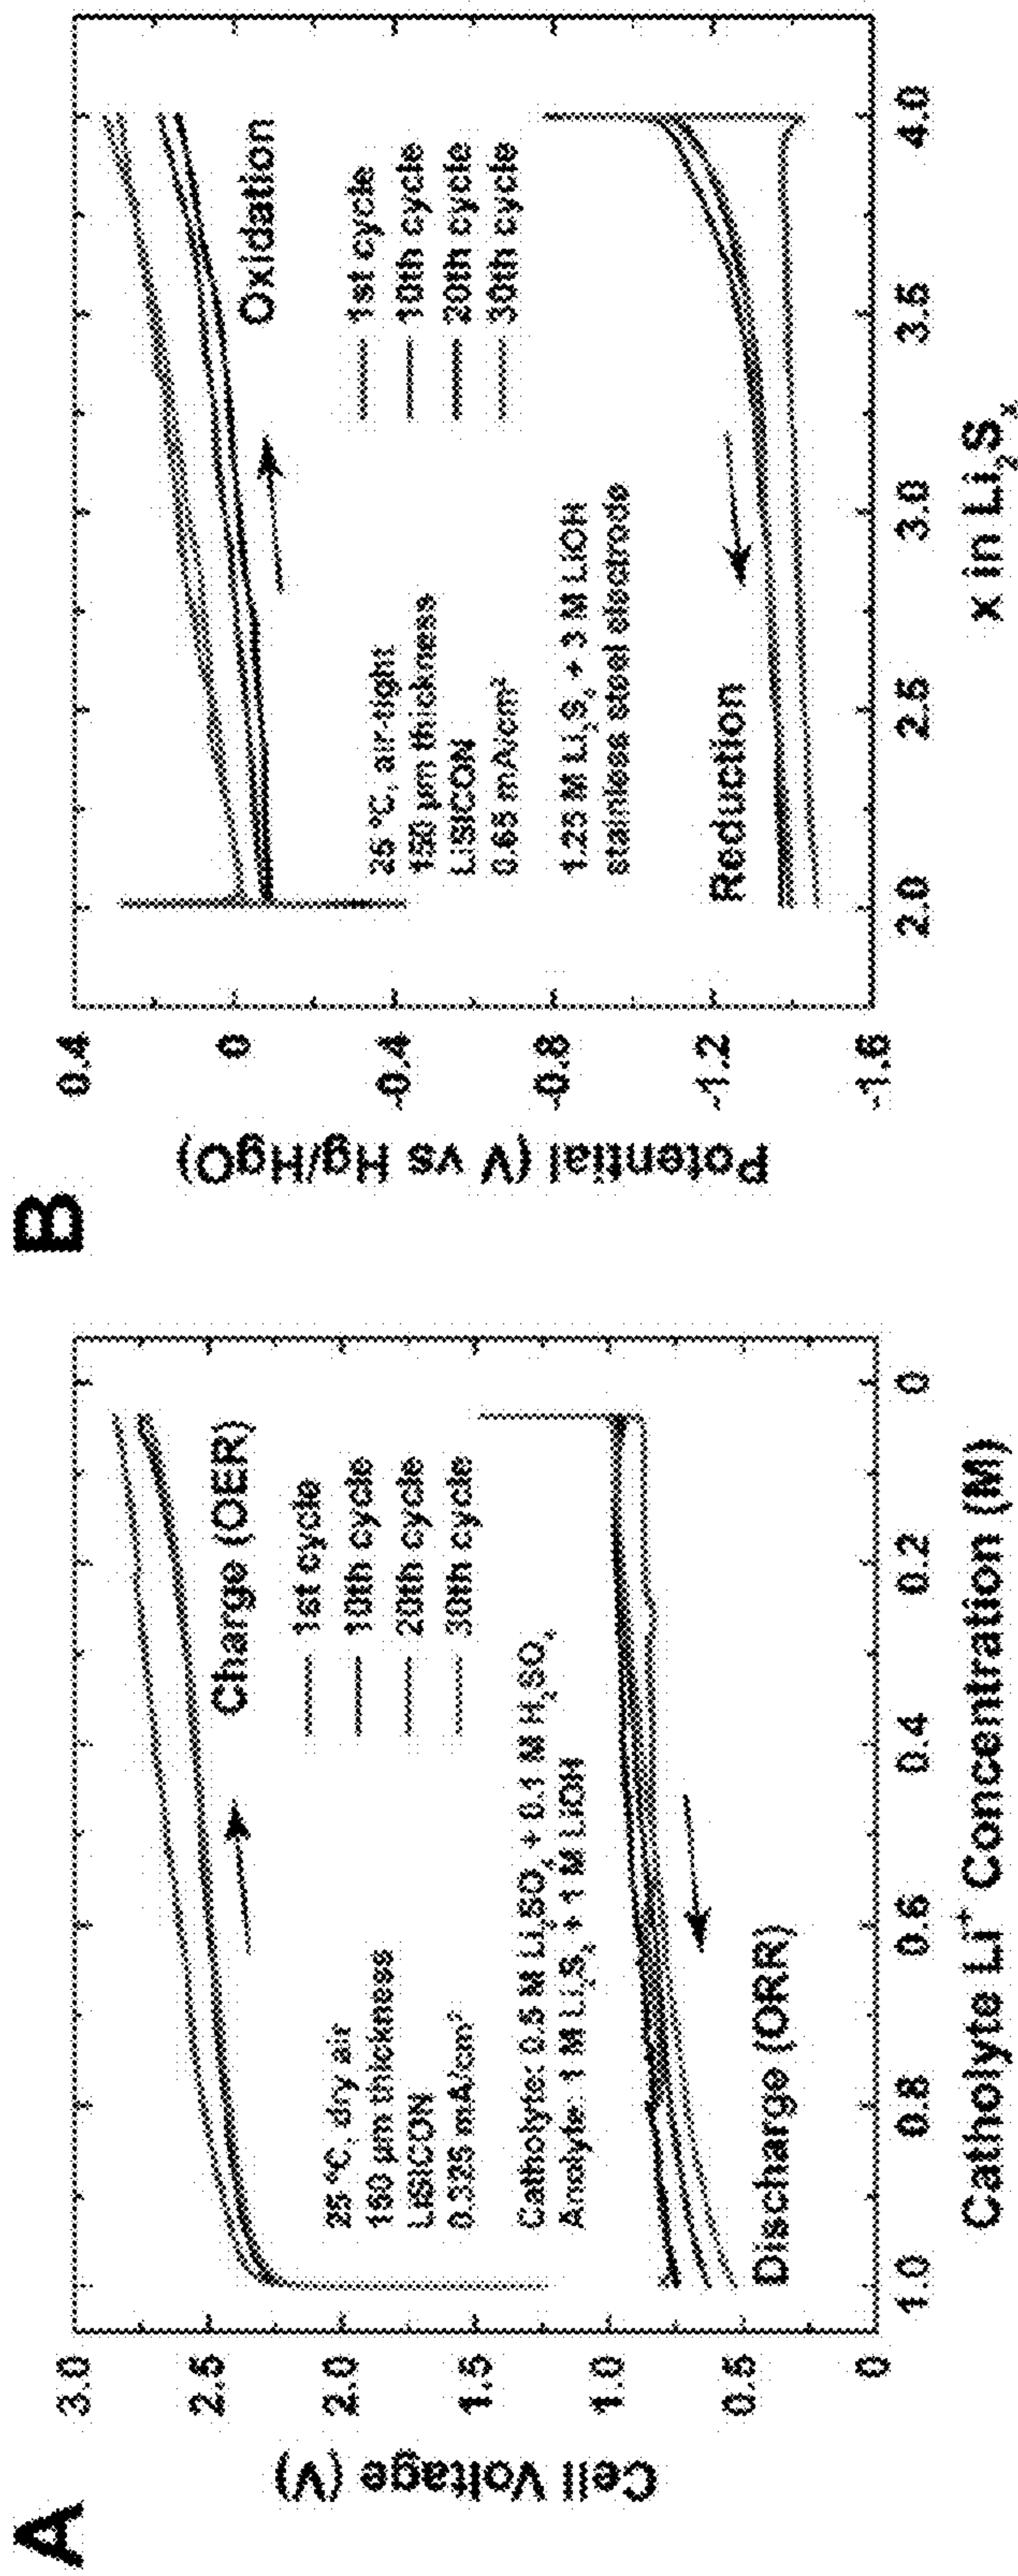 A
Cell Voltage (V)
3.0
2.5
2.0
1.5
1.0
0.5
0
Charge (OER)
1st cycle
10th cycle
20th cycle
30th cycle
25 °C, dry air
150 µm thickness
LISICON
0.325 mA/cm²
Catholyte: 0.5 M Li₂SO₄ + 0.1 M H₂SO₄
Analyte: 1 M Li₂S₄ + 1 M LiOH
Discharge (ORR)
1.0
0.8
0.6
0.4
0.2
0
Catholyte Li⁺ Concentration (M)
B
Potential (V vs Hg/HgO)
0.4
0
-0.4
-0.8
-1.2
-1.6
Oxidation
1st cycle
10th cycle
20th cycle
30th cycle
25 °C, air-tight
150 µm thickness
LISICON
0.65 mA/cm²
1.25 M Li₂S + 3 M LiOH
stainless steel electrode
Reduction
2.0
2.5
3.0
3.5
4.0
x in Li₂Sₓ